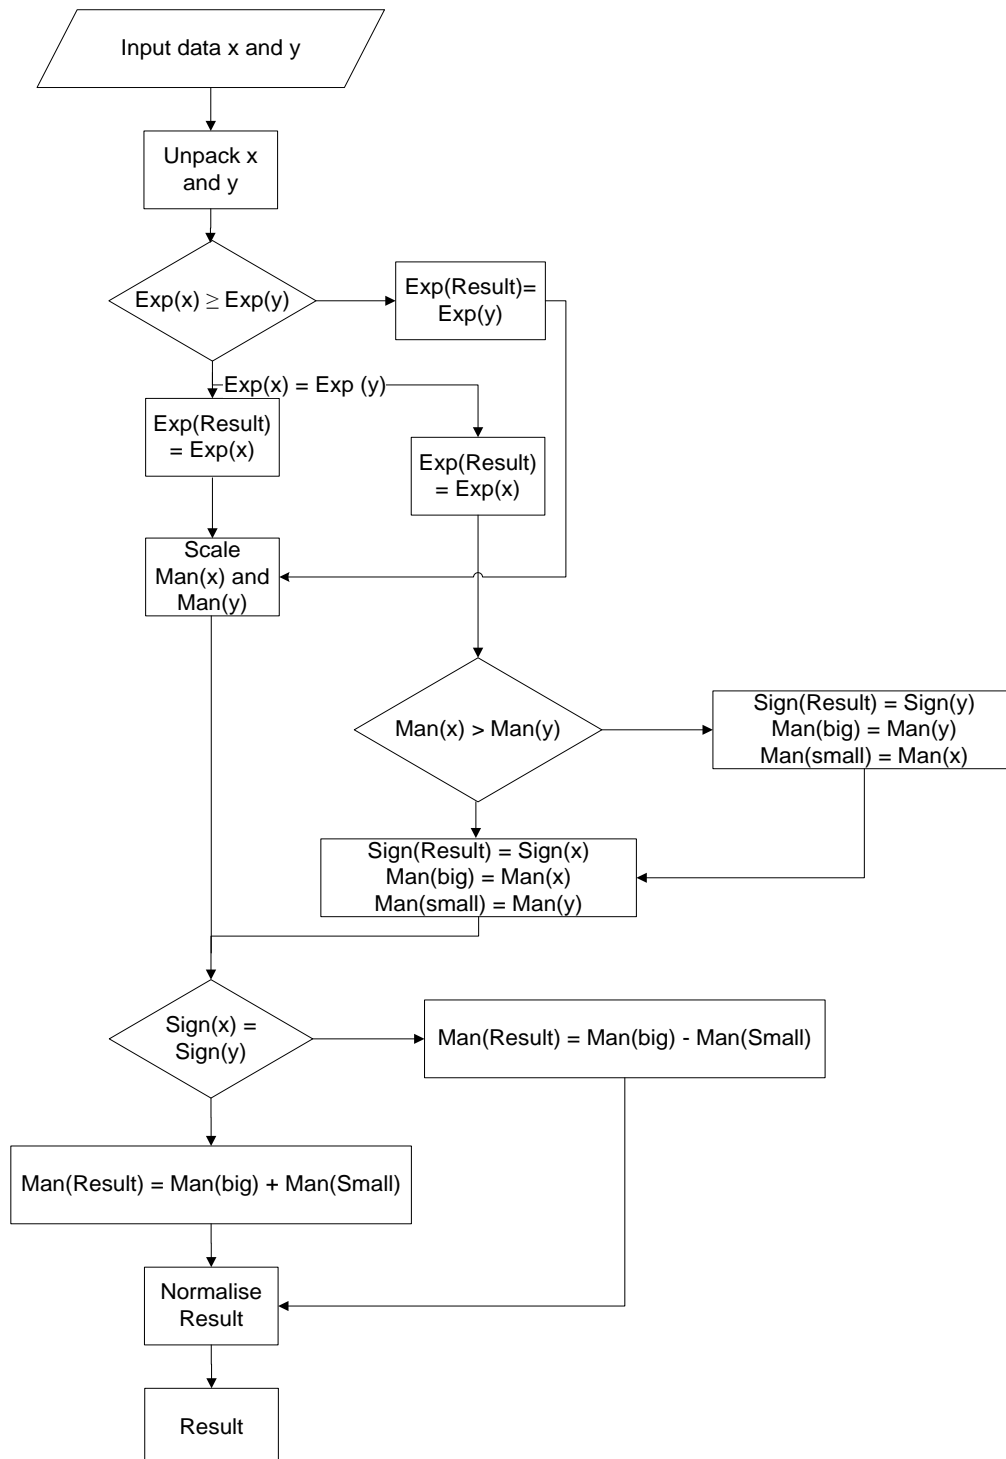 Input data x and y
Unpack x
and y
Exp(x) ≥ Exp(y)
Exp(Result)=
Exp(y)
Exp(x) = Exp (y)
Exp(Result)
= Exp(x)
Exp(Result)
= Exp(x)
Scale
Man(x) and
Man(y)
Man(x) > Man(y)
Sign(Result) = Sign(y)
Man(big) = Man(y)
Man(small) = Man(x)
Sign(Result) = Sign(x)
Man(big) = Man(x)
Man(small) = Man(y)
Sign(x) =
Sign(y)
Man(Result) = Man(big) - Man(Small)
Man(Result) = Man(big) + Man(Small)
Normalise
Result
Result